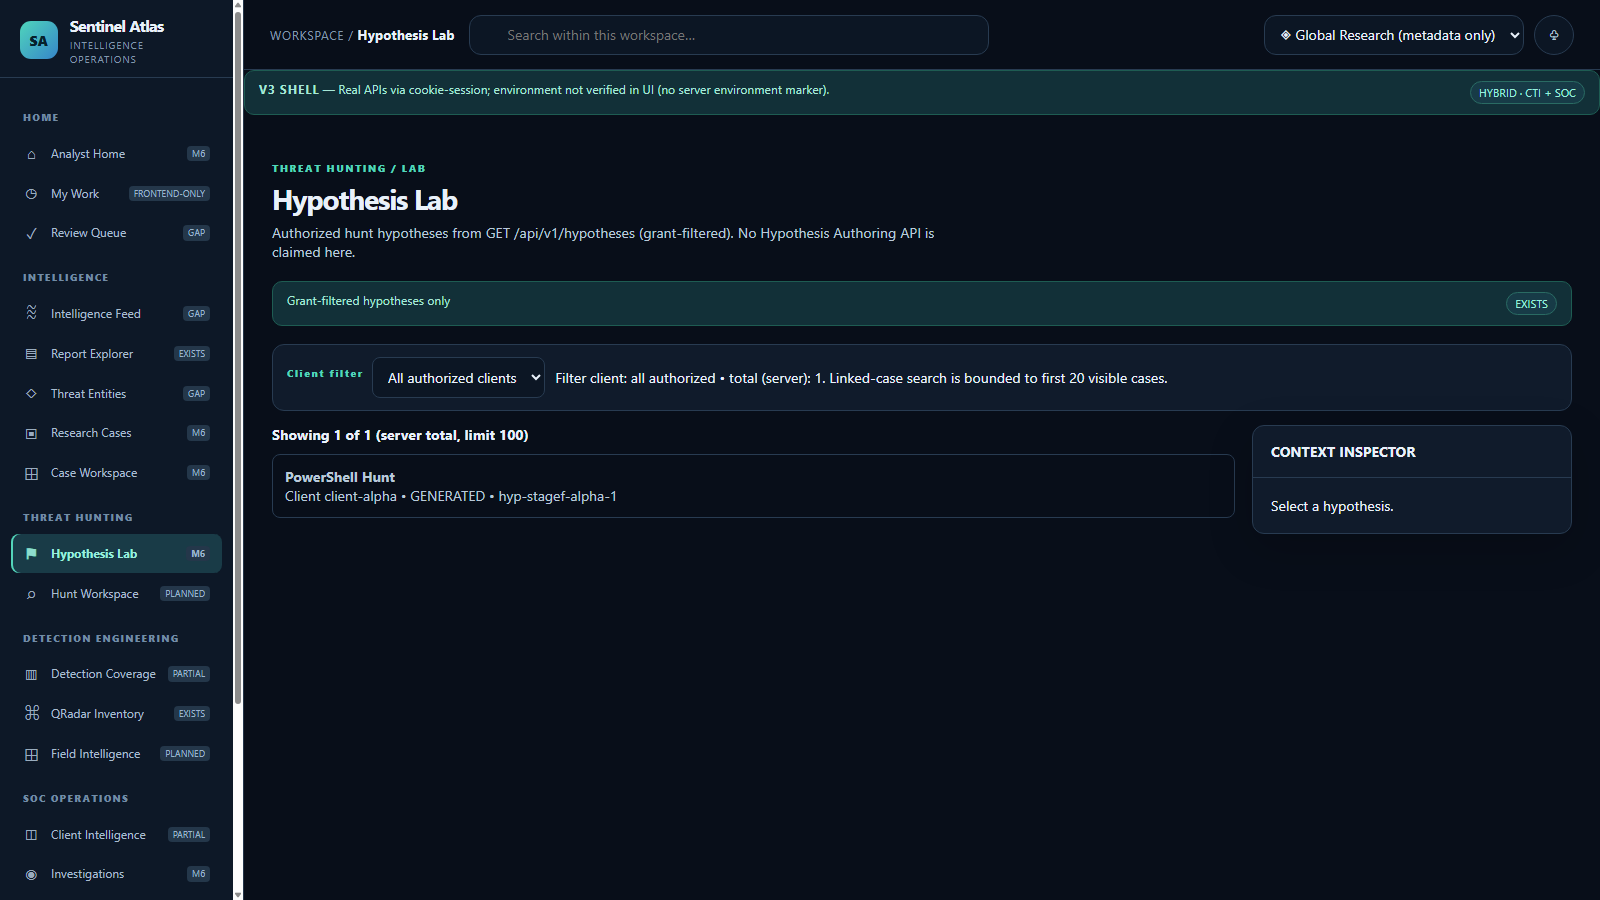 SA
Sentinel Atlas
INTELLIGENCE
OPERATIONS
HOME
Analyst Home M6
My Work FRONTEND-ONLY
Review Queue GAP
INTELLIGENCE
Intelligence Feed GAP
Report Explorer EXISTS
Threat Entities GAP
Research Cases M6
Case Workspace M6
THREAT HUNTING
Hypothesis Lab M6
Hunt Workspace PLANNED
DETECTION ENGINEERING
Detection Coverage PARTIAL
QRadar Inventory EXISTS
Field Intelligence PLANNED
SOC OPERATIONS
Client Intelligence PARTIAL
Investigations M6
WORKSPACE / Hypothesis Lab
Search within this workspace...
◈ Global Research (metadata only)
V3 SHELL — Real APIs via cookie-session; environment not verified in UI (no server environment marker).
HYBRID · CTI + SOC
THREAT HUNTING / LAB
Hypothesis Lab
Authorized hunt hypotheses from GET /api/v1/hypotheses (grant-filtered). No Hypothesis Authoring API is
claimed here.
Grant-filtered hypotheses only
EXISTS
Client filter All authorized clients Filter client: all authorized • total (server): 1. Linked-case search is bounded to first 20 visible cases.
Showing 1 of 1 (server total, limit 100)
PowerShell Hunt
Client client-alpha • GENERATED • hyp-stagef-alpha-1
CONTEXT INSPECTOR
Select a hypothesis.